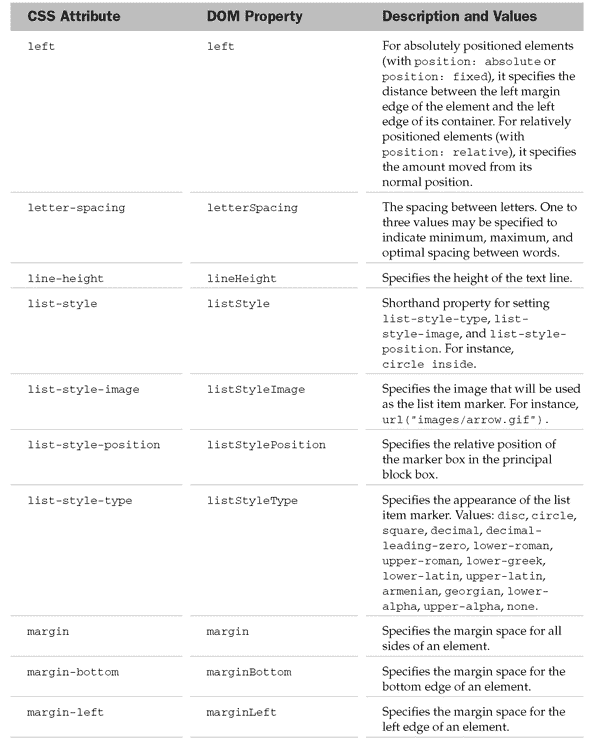 CSS Attribute DOM Property Description and Values
left left For absolutely positioned elements
(with position: absolute or
position: fixed), it specifies the
distance between the left margin
edge of the element and the left
edge of its container. For relatively
positioned elements (with
position: relative), it specifies
the amount moved from its
normal position.
letter-spacing letterSpacing The spacing between letters. One to
three values may be specified to
indicate minimum, maximum, and
optimal spacing between words.
line-height lineHeight Specifies the height of the text line.
list-style listStyle Shorthand property for setting
list-style-type, list-
style-image, and list-style-
position. For instance,
circle inside.
list-style-image listStyleImage Specifies the image that will be used
as the list item marker. For instance,
url("images/arrow.gif").
list-style-position listStylePosition Specifies the relative position of
the marker box in the principal
block box.
list-style-type listStyleType Specifies the appearance of the list
item marker. Values: disc, circle,
square, decimal, decimal-
leading-zero, lower-roman,
upper-roman, lower-greek,
lower-latin, upper-latin,
armenian, georgian, lower-
alpha, upper-alpha, none.
margin margin Specifies the margin space for all
sides of an element.
margin-bottom marginBottom Specifies the margin space for the
bottom edge of an element.
margin-left marginLeft Specifies the margin space for the
left edge of an element.